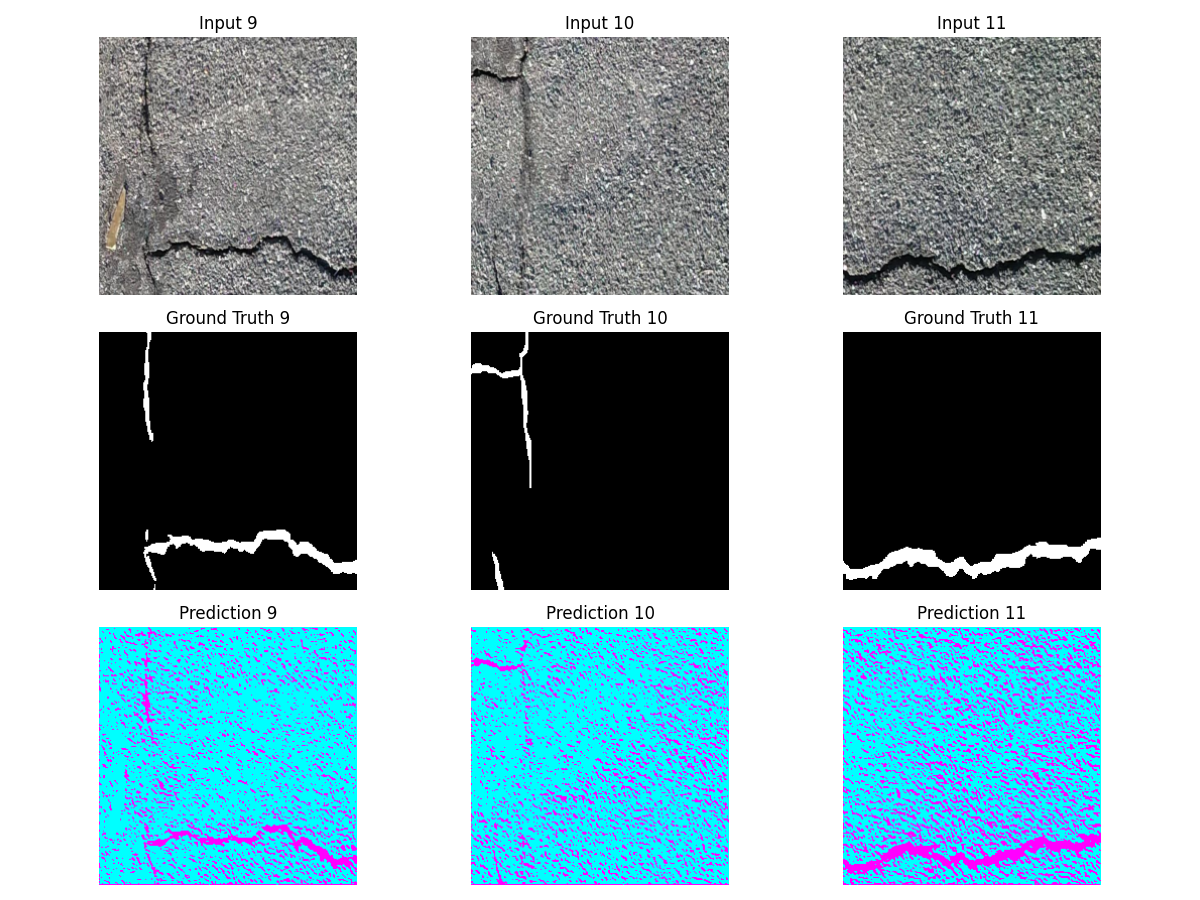 Input 9
Input 10
Input 11
Ground Truth 9
Ground Truth 10
Ground Truth 11
Prediction 9
Prediction 10
Prediction 11